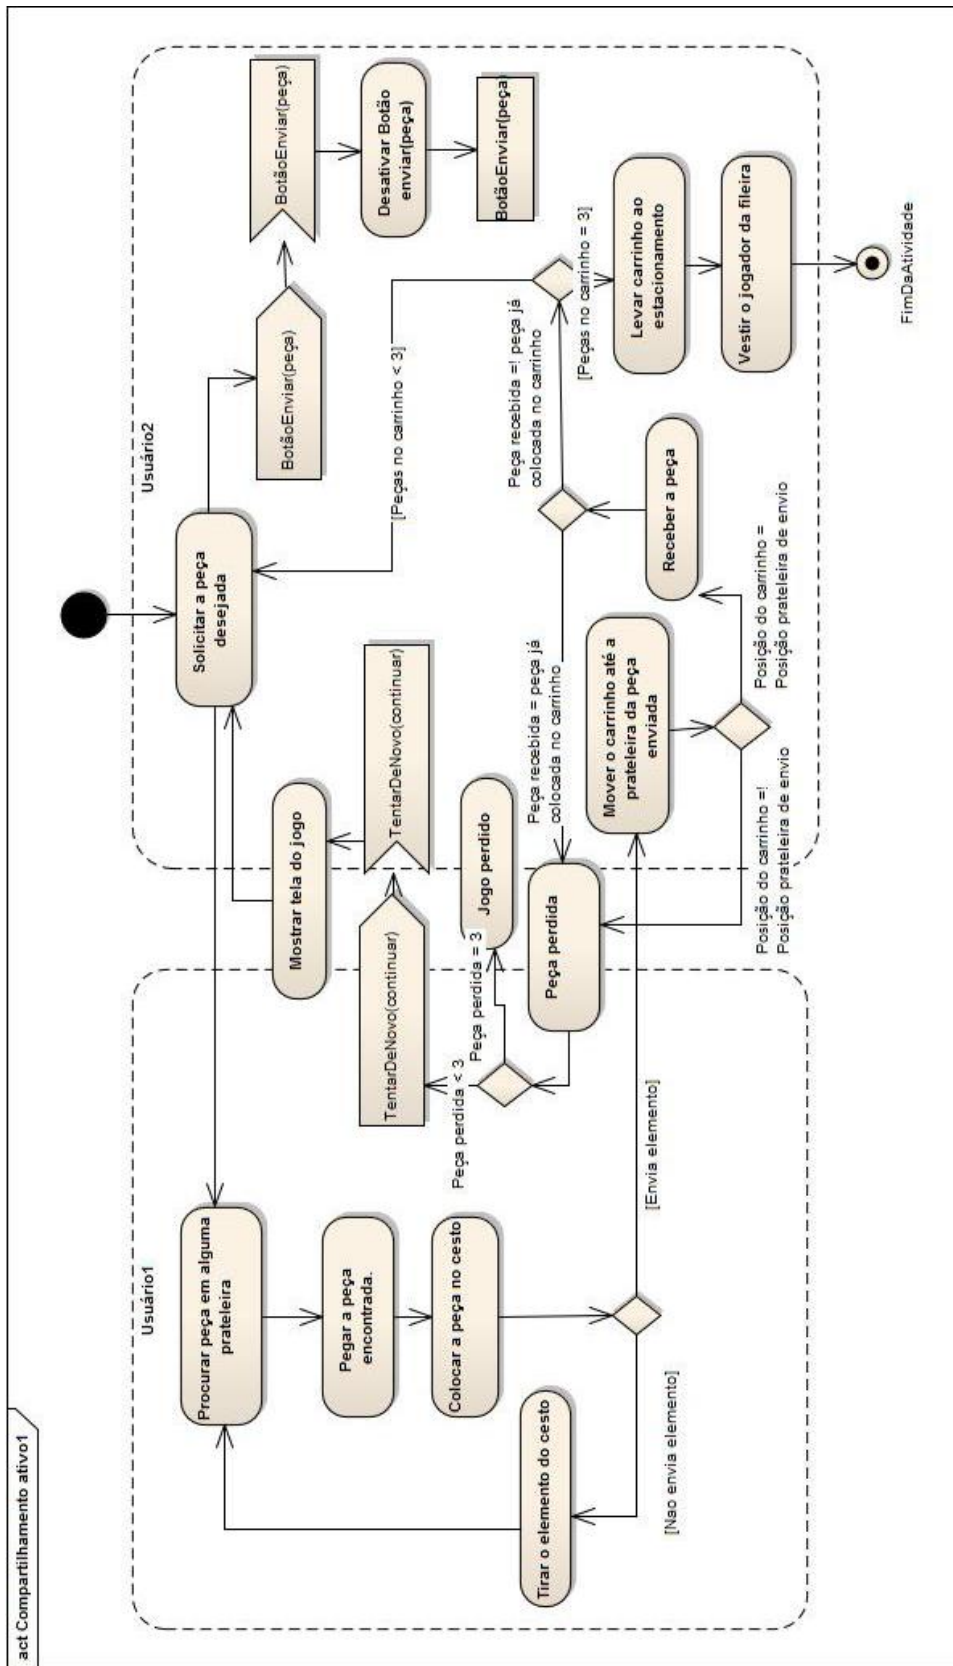 act Compartilhamento ativo1
Usuário1
Procurar peça em alguma
prateleira
Pegar a peça
encontrada.
Colocar a peça no cesto
Tirar o elemento do cesto
[Nao envia elemento]
[Envia elemento]
Usuário2
Solicitar a peça
desejada
BotãoEnviar(peça)
BotãoEnviar(peça)
Desativar Botão
enviar(peça)
BotãoEnviar(peça)
Mostrar tela do jogo
TentarDeNovo(continuar)
TentarDeNovo(continuar)
Peça perdida < 3
Peça perdida = 3
Jogo perdido
Peça perdida
[Peças no carrinho < 3]
Peça recebida = peça já
colocada no carrinho
Peça recebida =! peça já
colocada no carrinho
[Peças no carrinho = 3]
Mover o carrinho até a
prateleira da peça
enviada
Receber a peça
Posição do carrinho =!
Posição prateleira de envio
Posição do carrinho =
Posição prateleira de envio
Levar carrinho ao
estacionamento
Vestir o jogador da fileira
FimDaAtividade